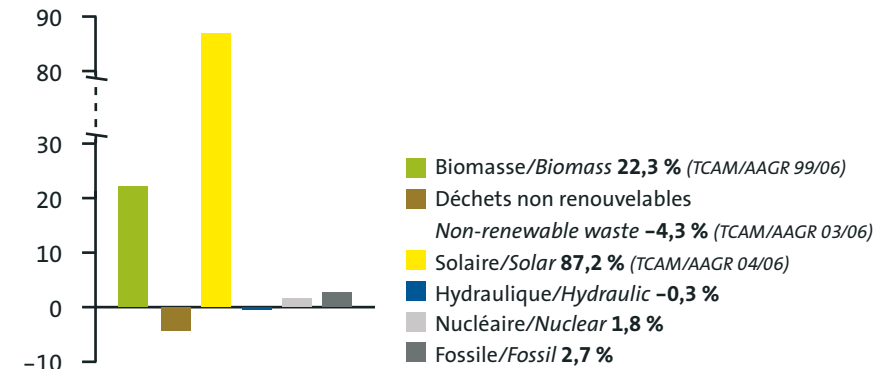 90
80
30
20
10
0
−10
Biomasse/Biomass 22,3 % (TCAM/AAGR 99/06)
Déchets non renouvelables
Non-renewable waste −4,3 % (TCAM/AAGR 03/06)
Solaire/Solar 87,2 % (TCAM/AAGR 04/06)
Hydraulique/Hydraulic −0,3 %
Nucléaire/Nuclear 1,8 %
Fossile/Fossil 2,7 %